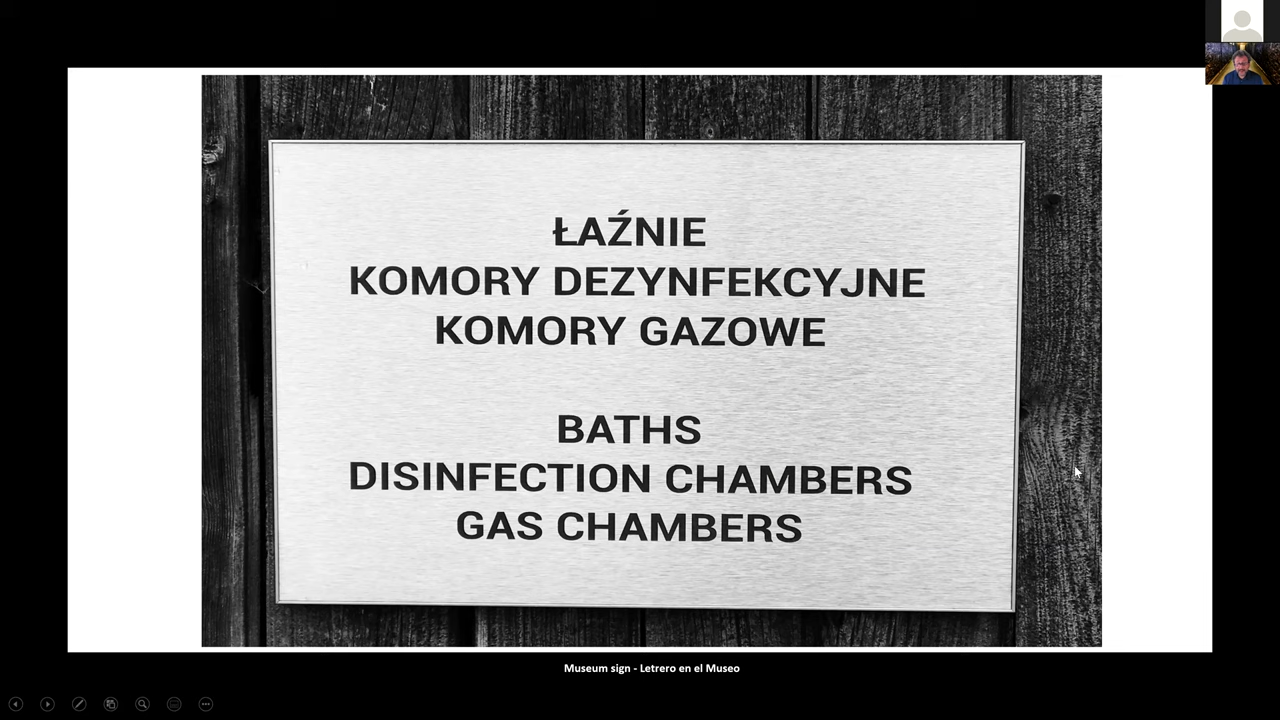 ŁAŹNIE
KOMORY DEZYNFEKCYJNE
KOMORY GAZOWE
BATHS
DISINFECTION CHAMBERS
GAS CHAMBERS
Museum sign - Letrero en el Museo